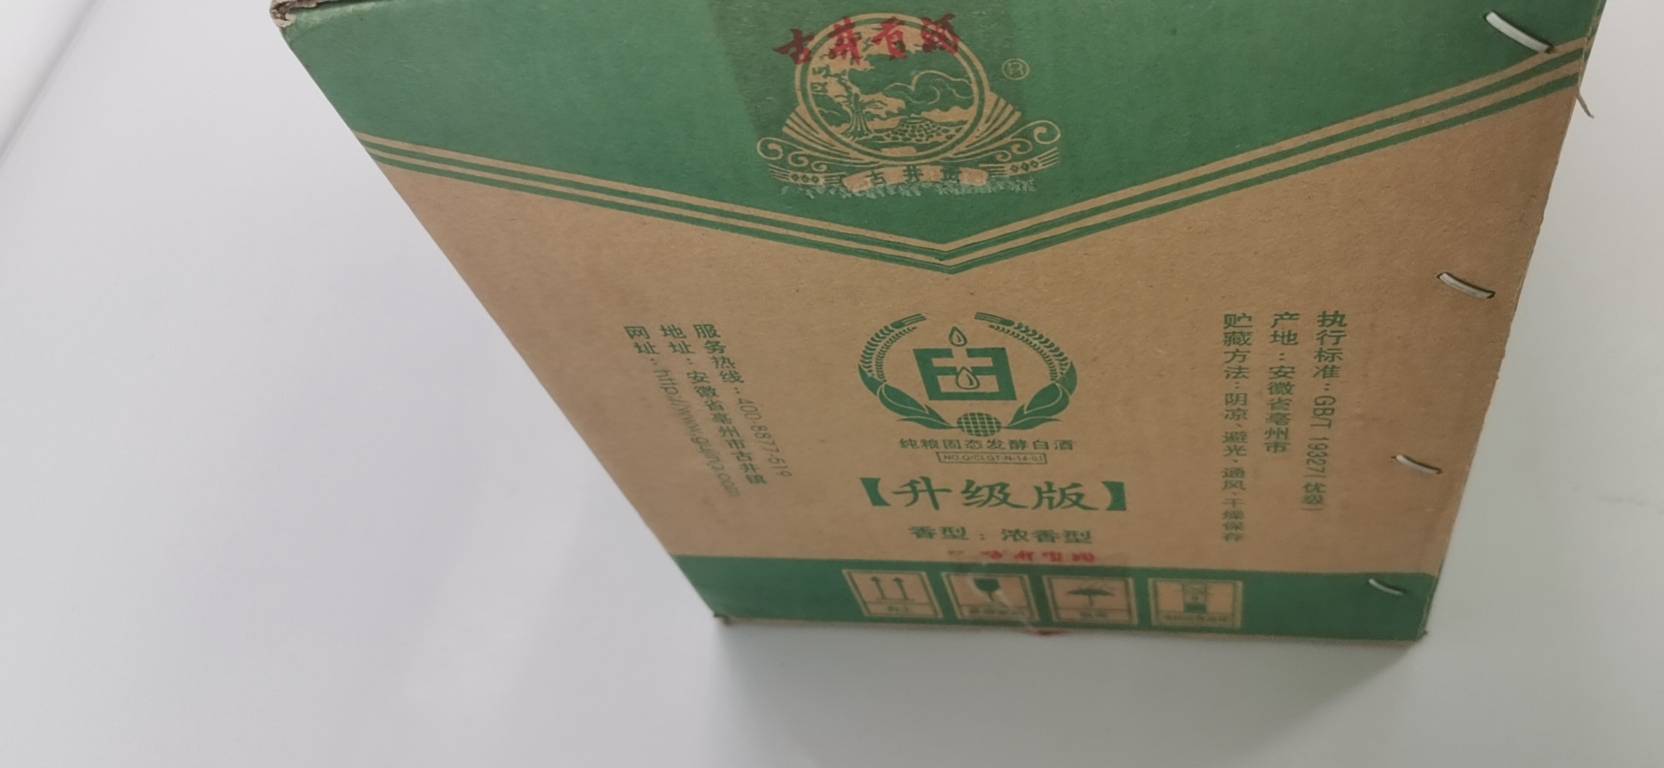 古井贡酒
古井贡
执行标准：GB/T 19327(优级)
产地：安徽省亳州市
贮藏方法：阴凉、避光、通风、干燥保存
纯粮固态发酵白酒
【升级版】
香型：浓香型
服务热线：400-8877-519
地址：安徽省亳州市古井镇
网址：http://www.gujing.com